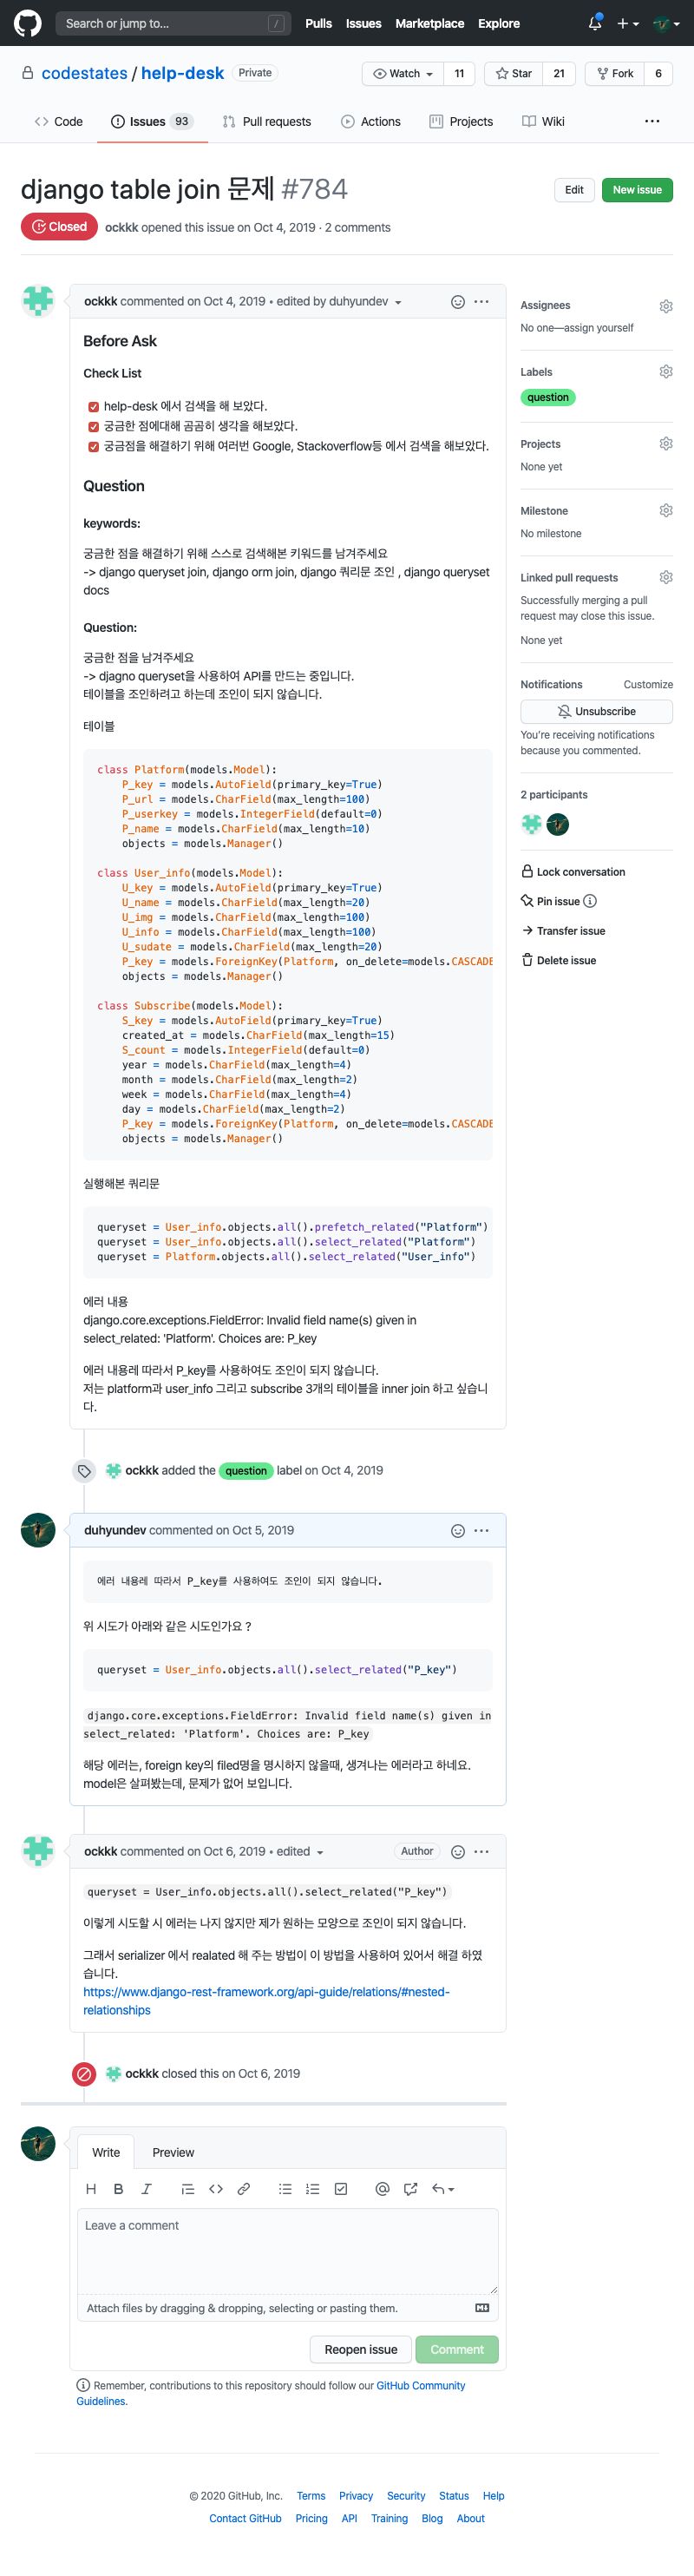 Search or jump to...
/
Pulls Issues Marketplace Explore
codestates / help-desk Private
Watch 11 Star 21 Fork 6
Code Issues 93 Pull requests Actions Projects Wiki
django table join 문제 #784
Edit New issue
Closed ockkk opened this issue on Oct 4, 2019 · 2 comments
ockkk commented on Oct 4, 2019 • edited by duhyundev
Before Ask
Check List
help-desk 에서 검색을 해 보았다.
궁금한 점에대해 곰곰히 생각을 해보았다.
궁금점을 해결하기 위해 여러번 Google, Stackoverflow등 에서 검색을 해보았다.
Question
keywords:
궁금한 점을 해결하기 위해 스스로 검색해본 키워드를 남겨주세요
-> django queryset join, django orm join, django 쿼리문 조인 , django queryset
docs
Question:
궁금한 점을 남겨주세요
-> djagno queryset을 사용하여 API를 만드는 중입니다.
테이블을 조인하려고 하는데 조인이 되지 않습니다.
테이블
class Platform(models.Model):
P_key = models.AutoField(primary_key=True)
P_url = models.CharField(max_length=100)
P_userkey = models.IntegerField(default=0)
P_name = models.CharField(max_length=10)
objects = models.Manager()
class User_info(models.Model):
U_key = models.AutoField(primary_key=True)
U_name = models.CharField(max_length=20)
U_img = models.CharField(max_length=100)
U_info = models.CharField(max_length=100)
U_sudate = models.CharField(max_length=20)
P_key = models.ForeignKey(Platform, on_delete=models.CASCADE
objects = models.Manager()
class Subscribe(models.Model):
S_key = models.AutoField(primary_key=True)
created_at = models.CharField(max_length=15)
S_count = models.IntegerField(default=0)
year = models.CharField(max_length=4)
month = models.CharField(max_length=2)
week = models.CharField(max_length=4)
day = models.CharField(max_length=2)
P_key = models.ForeignKey(Platform, on_delete=models.CASCADE
objects = models.Manager()
실행해본 쿼리문
queryset = User_info.objects.all().prefetch_related("Platform")
queryset = User_info.objects.all().select_related("Platform")
queryset = Platform.objects.all().select_related("User_info")
에러 내용
django.core.exceptions.FieldError: Invalid field name(s) given in
select_related: 'Platform'. Choices are: P_key
에러 내용레 따라서 P_key를 사용하여도 조인이 되지 않습니다.
저는 platform과 user_info 그리고 subscribe 3개의 테이블을 inner join 하고 싶습니
다.
ockkk added the question label on Oct 4, 2019
duhyundev commented on Oct 5, 2019
에러 내용레 따라서 P_key를 사용하여도 조인이 되지 않습니다.
위 시도가 아래와 같은 시도인가요 ?
queryset = User_info.objects.all().select_related("P_key")
django.core.exceptions.FieldError: Invalid field name(s) given in
select_related: 'Platform'. Choices are: P_key
해당 에러는, foreign key의 filed명을 명시하지 않을때, 생겨나는 에러라고 하네요.
model은 살펴봤는데, 문제가 없어 보입니다.
ockkk commented on Oct 6, 2019 • edited Author
queryset = User_info.objects.all().select_related("P_key")
이렇게 시도할 시 에러는 나지 않지만 제가 원하는 모양으로 조인이 되지 않습니다.
그래서 serializer 에서 realated 해 주는 방법이 이 방법을 사용하여 있어서 해결 하였
습니다.
https://www.django-rest-framework.org/api-guide/relations/#nested-
relationships
ockkk closed this on Oct 6, 2019
Write Preview
Leave a comment
Attach files by dragging & dropping, selecting or pasting them.
Reopen issue Comment
Remember, contributions to this repository should follow our GitHub Community
Guidelines.
Assignees
No one—assign yourself
Labels
question
Projects
None yet
Milestone
No milestone
Linked pull requests
Successfully merging a pull
request may close this issue.
None yet
Notifications Customize
Unsubscribe
You're receiving notifications
because you commented.
2 participants
Lock conversation
Pin issue
Transfer issue
Delete issue
© 2020 GitHub, Inc. Terms Privacy Security Status Help
Contact GitHub Pricing API Training Blog About